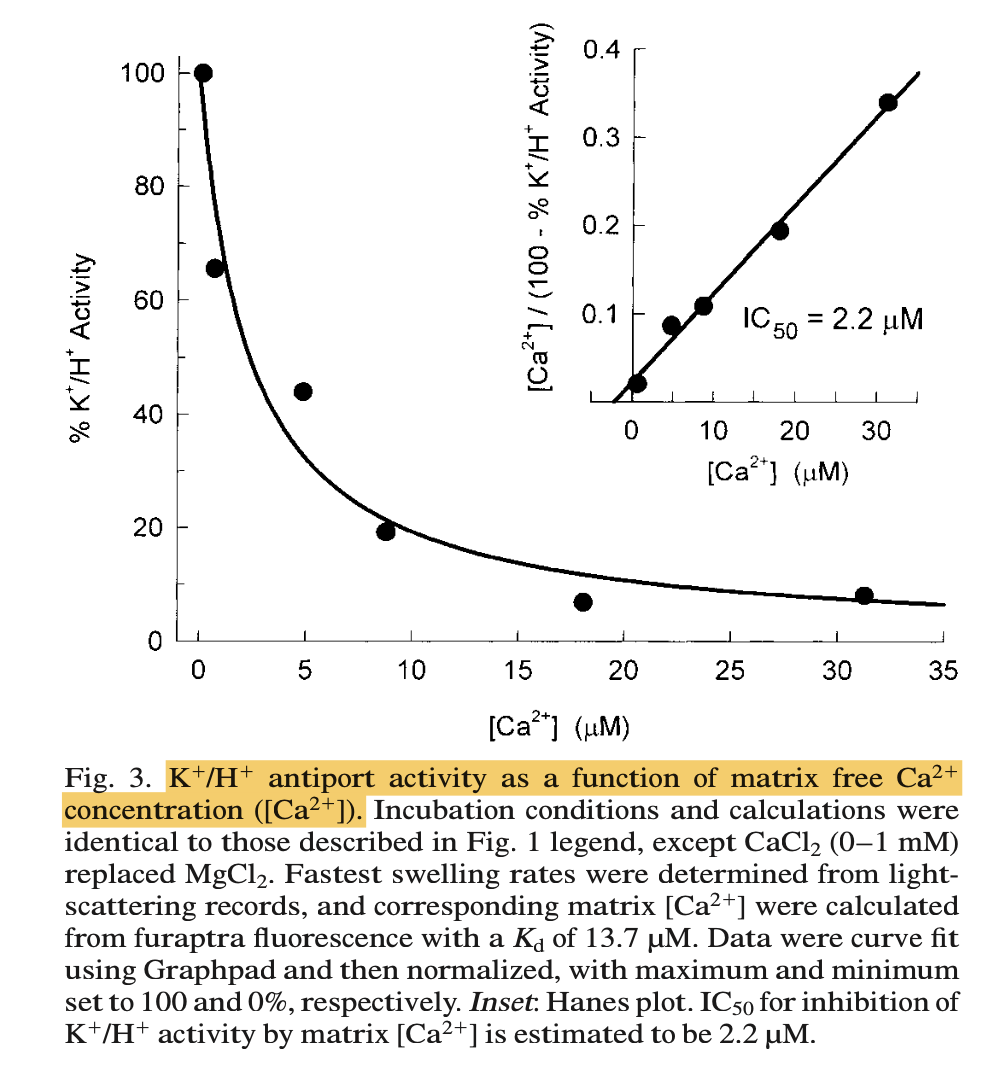 100
80
60
40
20
0
% K⁺/H⁺ Activity
0 5 10 15 20 25 30 35
[Ca²⁺] (μM)
0.4
0.3
0.2
0.1
[Ca²⁺] / (100 - % K⁺/H⁺ Activity)
IC₅₀ = 2.2 μM
0 10 20 30
[Ca²⁺] (μM)
Fig. 3. K⁺/H⁺ antiport activity as a function of matrix free Ca²⁺
concentration ([Ca²⁺]). Incubation conditions and calculations were
identical to those described in Fig. 1 legend, except CaCl₂ (0–1 mM)
replaced MgCl₂. Fastest swelling rates were determined from light-
scattering records, and corresponding matrix [Ca²⁺] were calculated
from furaptra fluorescence with a K_d of 13.7 μM. Data were curve fit
using Graphpad and then normalized, with maximum and minimum
set to 100 and 0%, respectively. Inset: Hanes plot. IC₅₀ for inhibition of
K⁺/H⁺ activity by matrix [Ca²⁺] is estimated to be 2.2 μM.